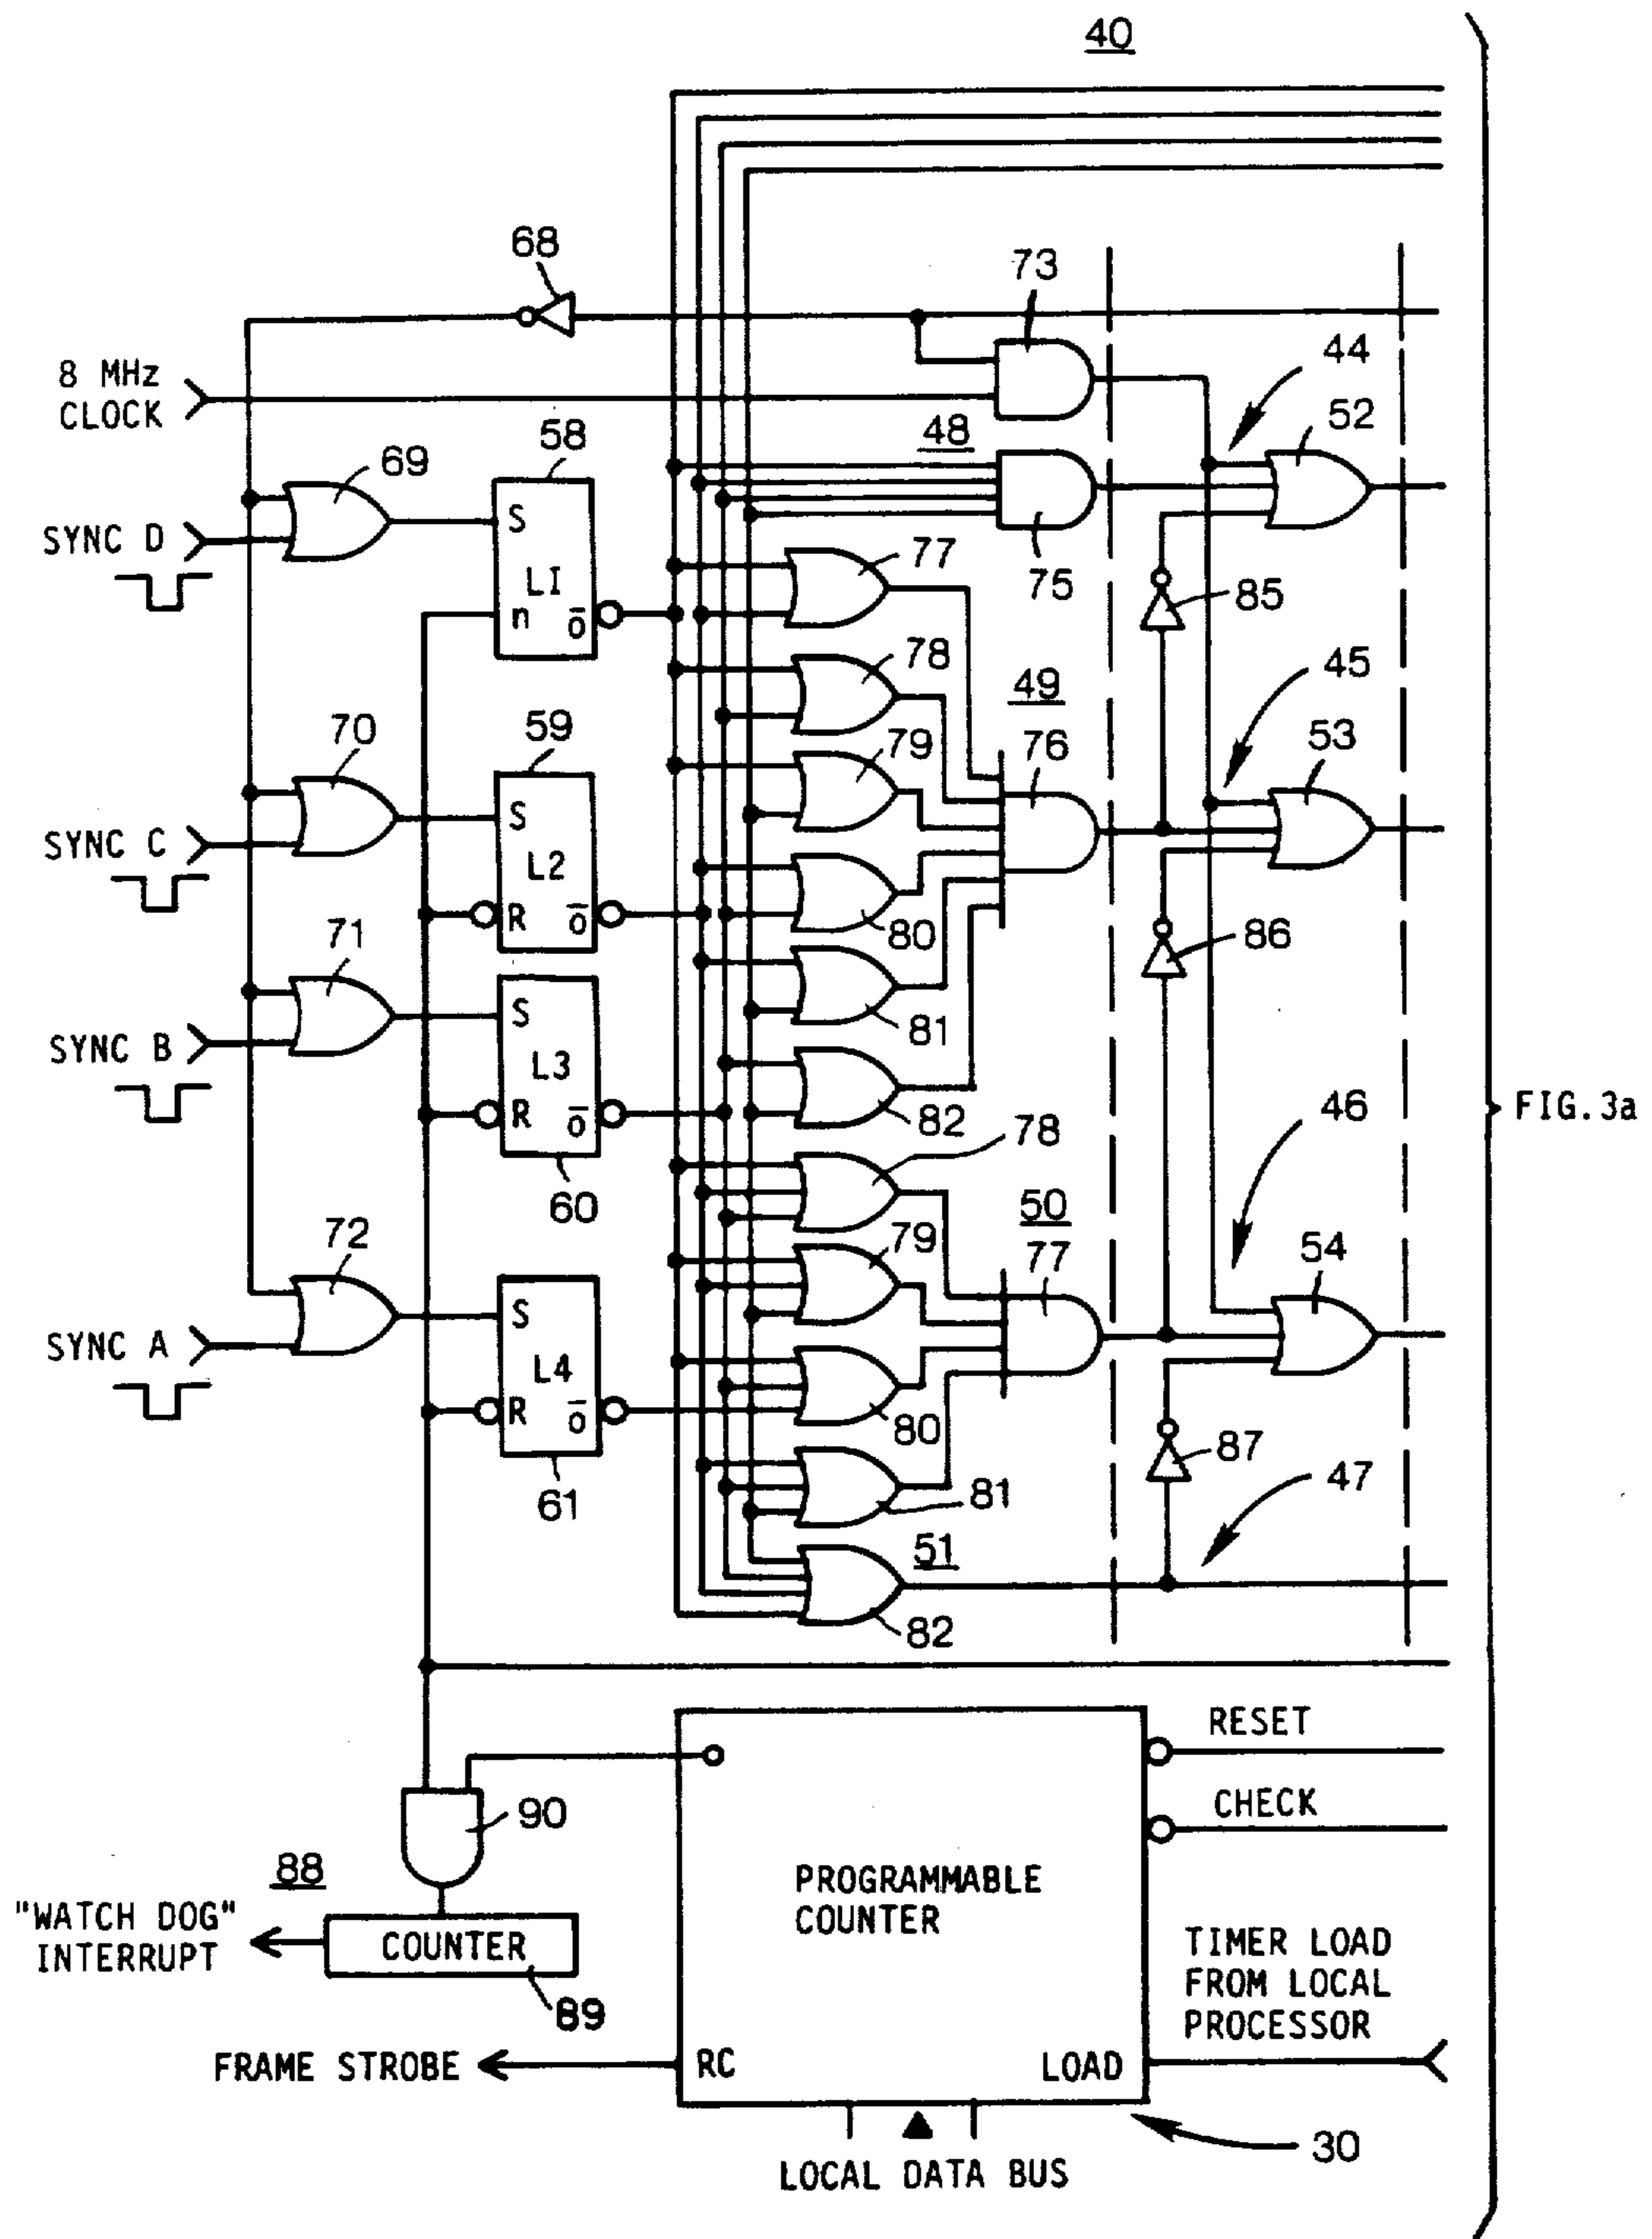 40
68
73
8 MHz
CLOCK
44
48
58
52
69
SYNC D
S
LI
n
o
77
75
85
78
49
45
70
59
79
76
53
SYNC C
S
L2
R
o
80
86
71
81
SYNC B
S
L3
R
o
82
46
FIG.3a
78
60
50
72
79
77
54
SYNC A
S
L4
R
o
80
87
61
81
47
51
82
RESET
90
CHECK
88
PROGRAMMABLE
COUNTER
"WATCH DOG"
INTERRUPT
COUNTER
89
TIMER LOAD
FROM LOCAL
PROCESSOR
FRAME STROBE
RC
LOAD
30
LOCAL DATA BUS